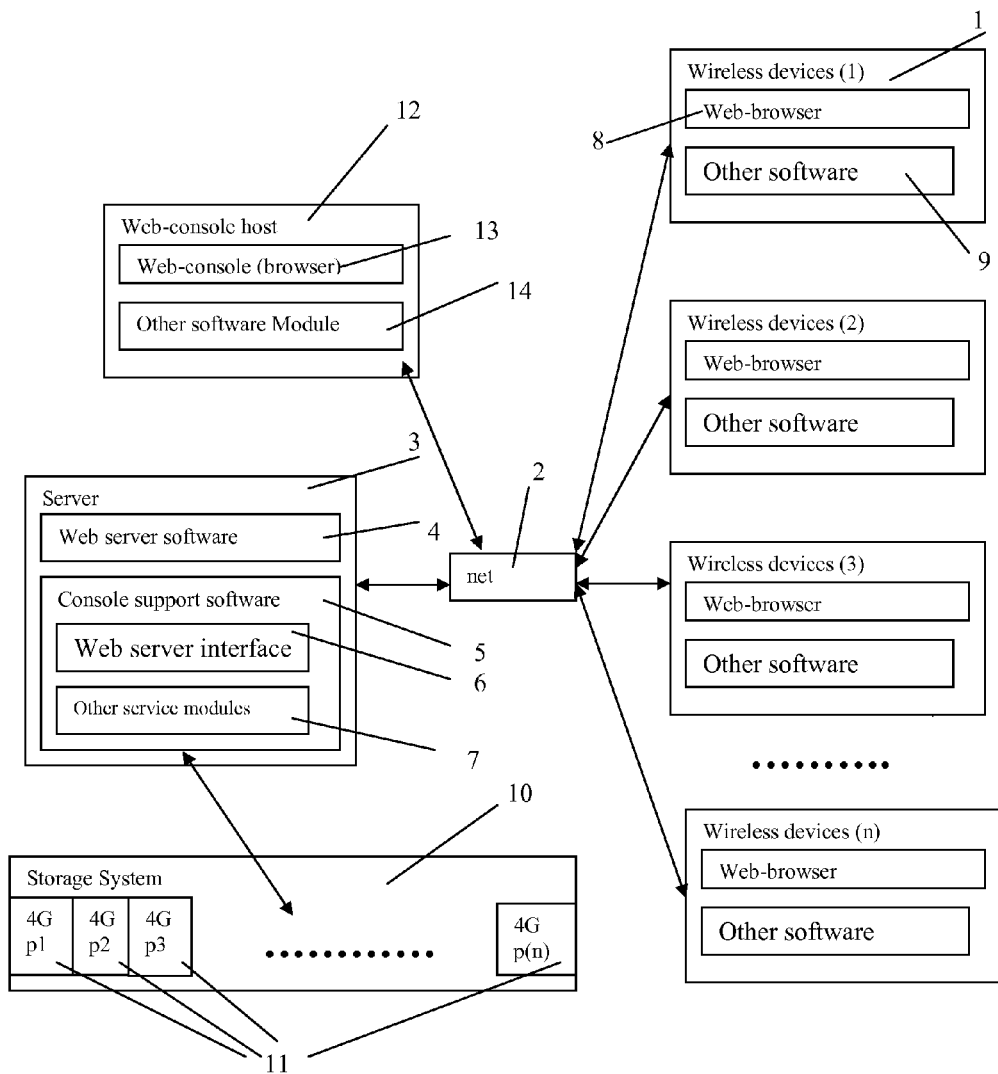 1
Wireless devices (1)
Web-browser
8
Other software
9
12
Web-console host
13
Web-console (browser)
14
Other software Module
Wireless devices (2)
Web-browser
Other software
3
Server
Web server software
4
2
net
Console support software
5
Web server interface
6
Other service modules
7
Wireless devices (3)
Web-browser
Other software
..........
Wireless devices (n)
Web-browser
Other software
10
Storage System
4G
p1
4G
p2
4G
p3
.............
4G
p(n)
11